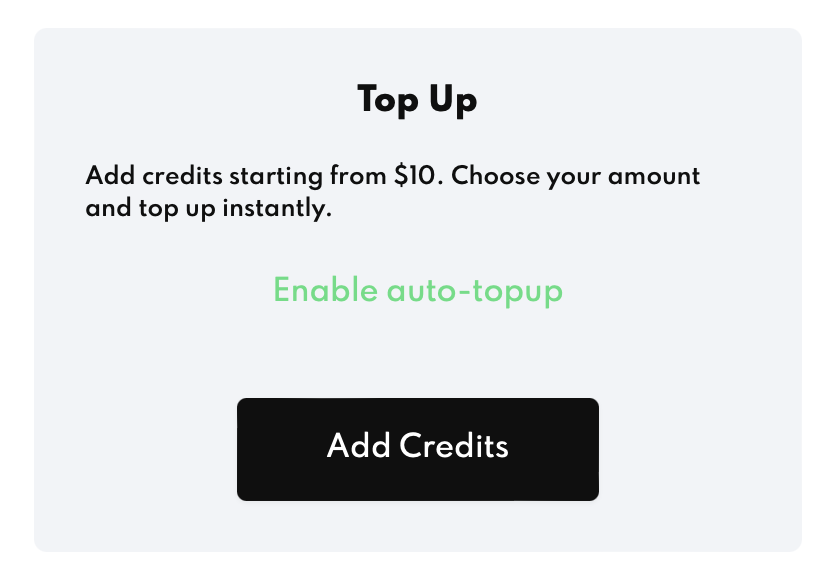 Top Up
Add credits starting from $10. Choose your amount
and top up instantly.
Enable auto-topup
Add Credits